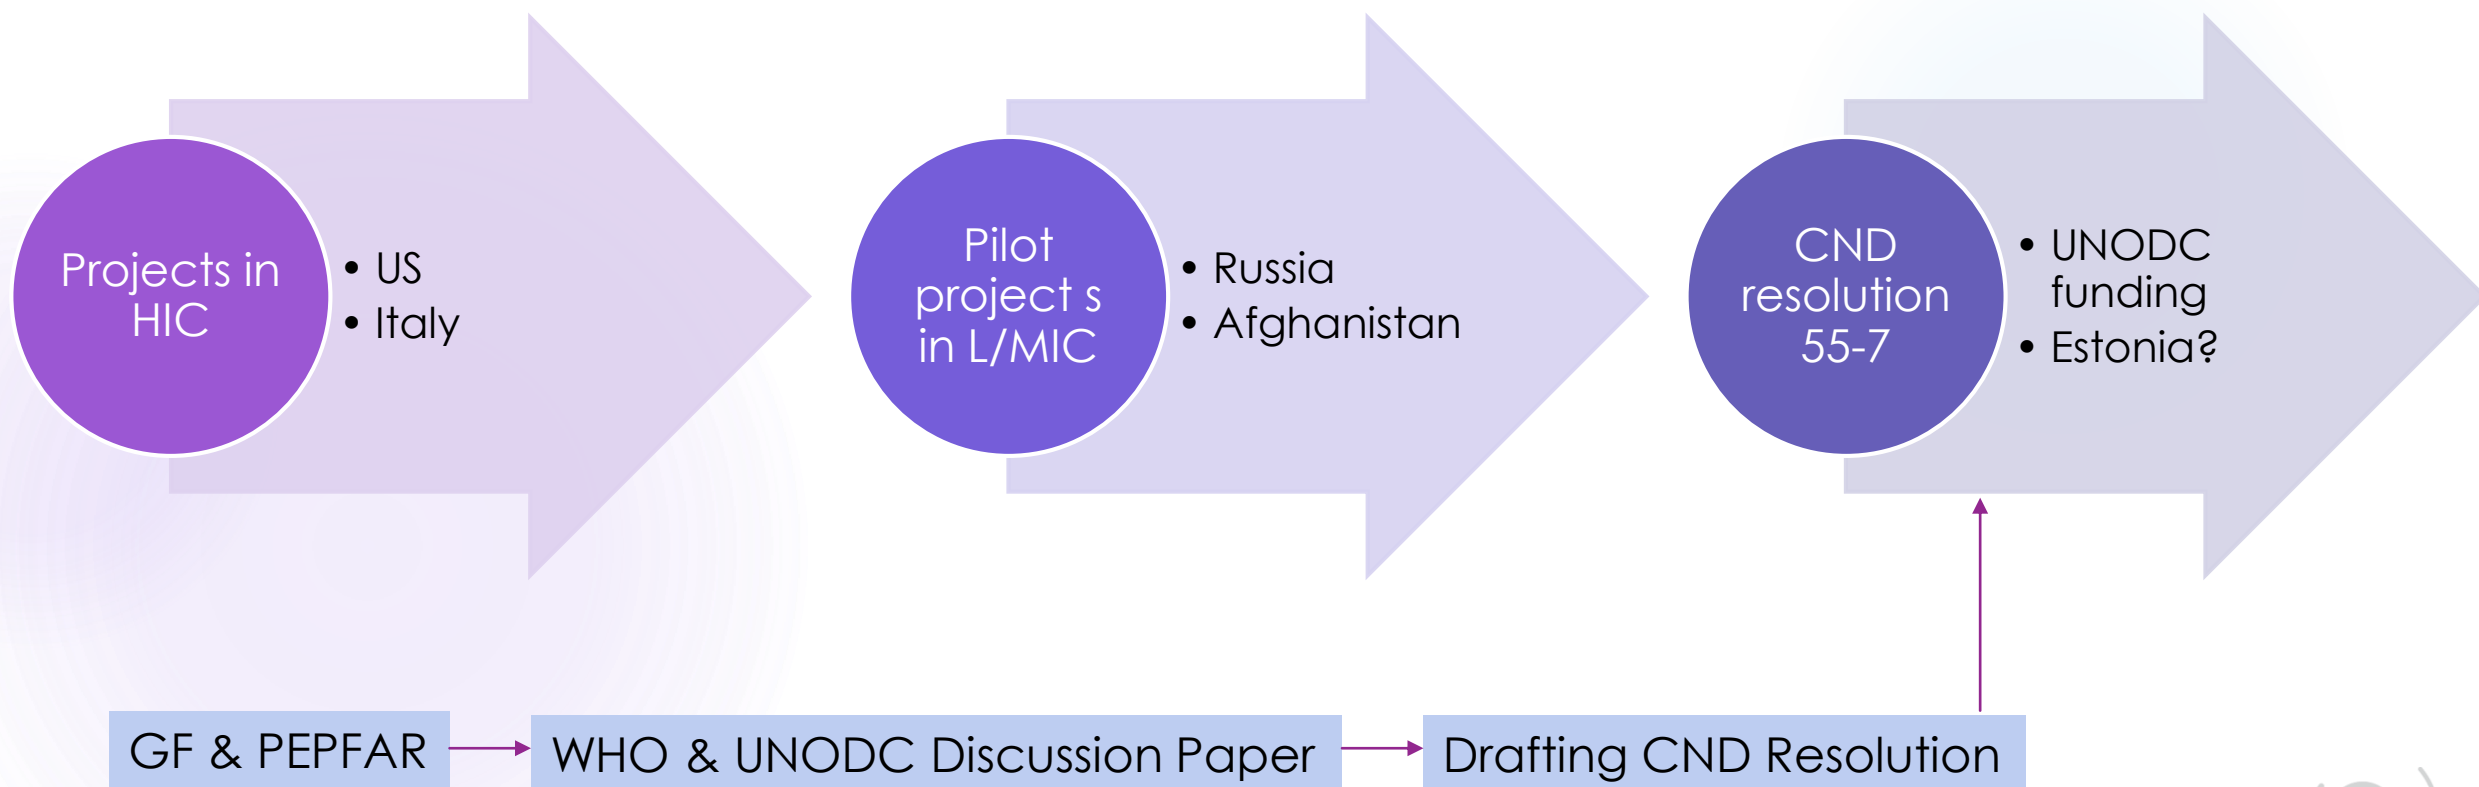 Projects in
HIC
• US
• Italy
Pilot
project s
in L/MIC
• Russia
• Afghanistan
CND
resolution
55-7
• UNODC
funding
• Estonia?
GF & PEPFAR
WHO & UNODC Discussion Paper
Drafting CND Resolution